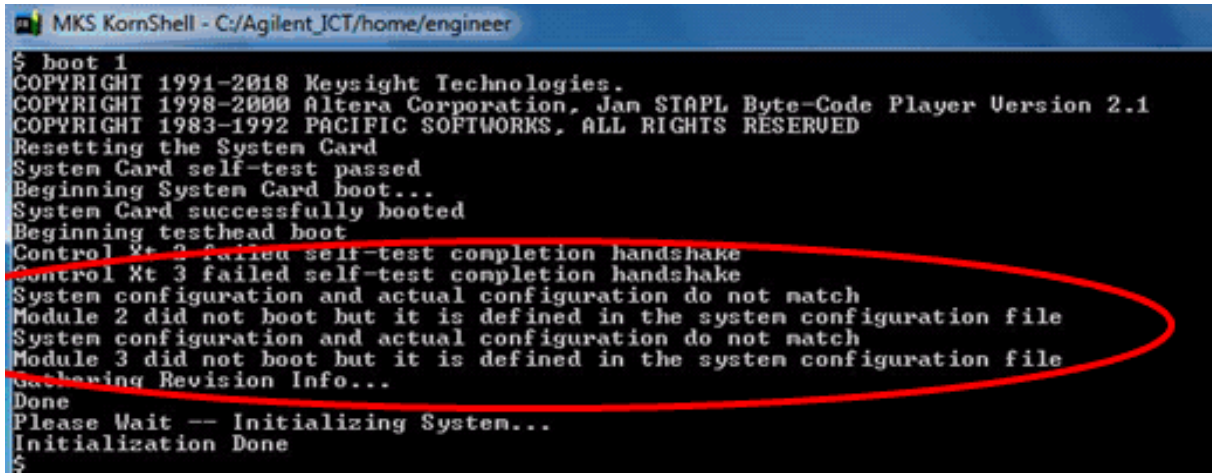 MKS KornShell - C:/Agilent_ICT/home/engineer
$ boot 1
COPYRIGHT 1991-2018 Keysight Technologies.
COPYRIGHT 1998-2000 Altera Corporation, Jam STAPL Byte-Code Player Version 2.1
COPYRIGHT 1983-1992 PACIFIC SOFTWORKS, ALL RIGHTS RESERVED
Resetting the System Card
System Card self-test passed
Beginning System Card boot...
System Card successfully booted
Beginning testhead boot
Control Xt 2 failed self-test completion handshake
Control Xt 3 failed self-test completion handshake
System configuration and actual configuration do not match
Module 2 did not boot but it is defined in the system configuration file
System configuration and actual configuration do not match
Module 3 did not boot but it is defined in the system configuration file
Gathering Revision Info...
Done
Please Wait -- Initializing System...
Initialization Done
$